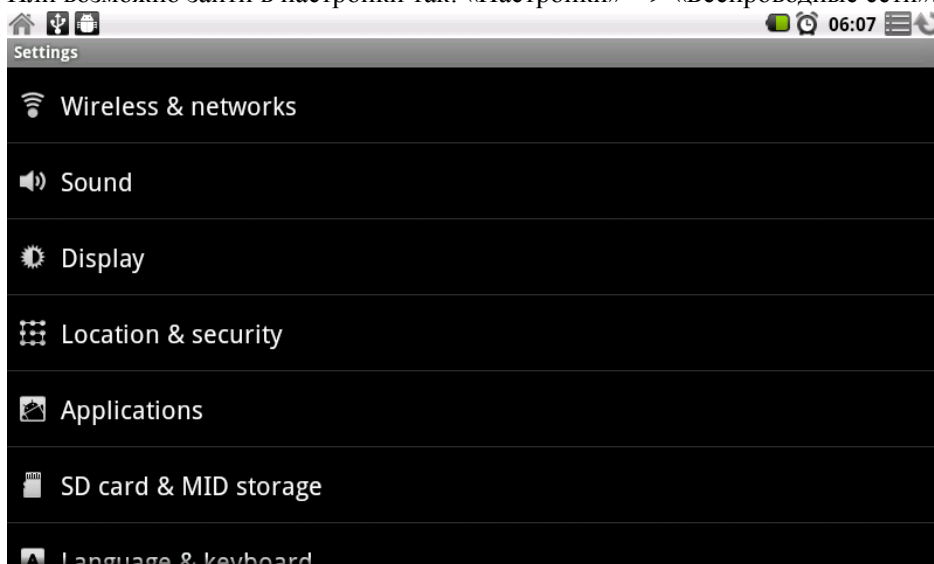 Или возможно зайти в настройки так: «Настройки» -> «Беспроводные сети».
06:07
Settings
Wireless & networks
Sound
Display
Location & security
Applications
SD card & MID storage
Language & keyboard